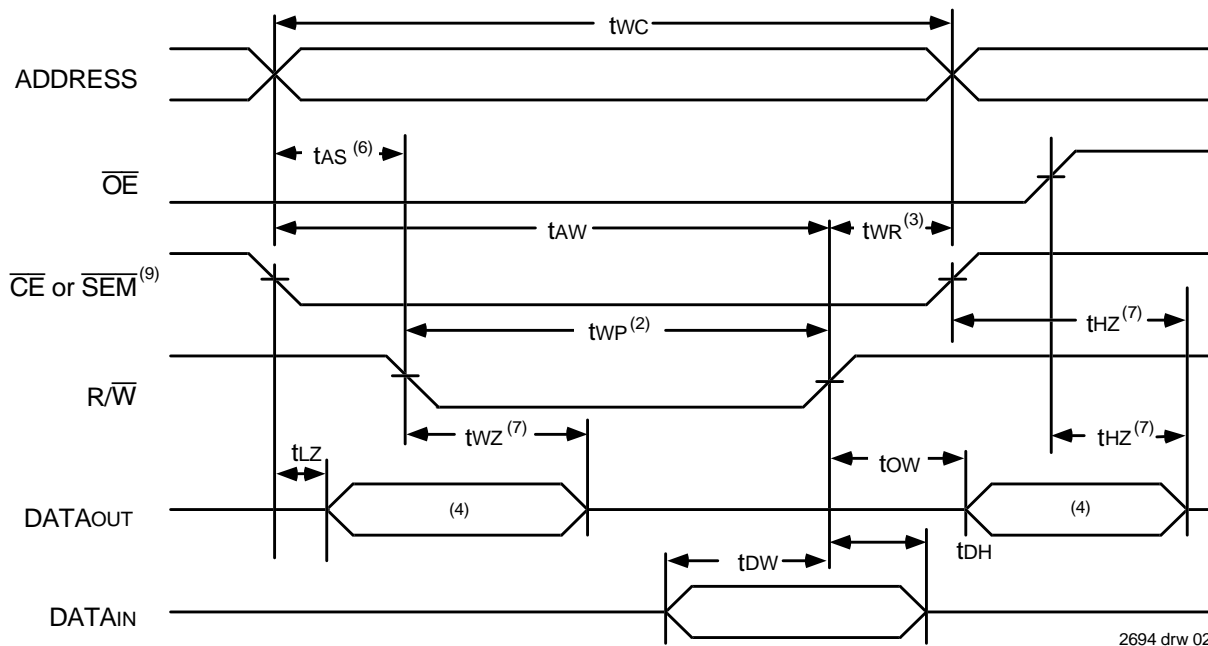 tWC
ADDRESS
tAS (6)
OE
tAW
tWR(3)
CE or SEM(9)
tWP(2)
tHZ(7)
R/W
tWZ(7)
tHZ(7)
tLZ
tOW
DATAOUT
(4)
(4)
tDW
tDH
DATAIN
2694 drw 02